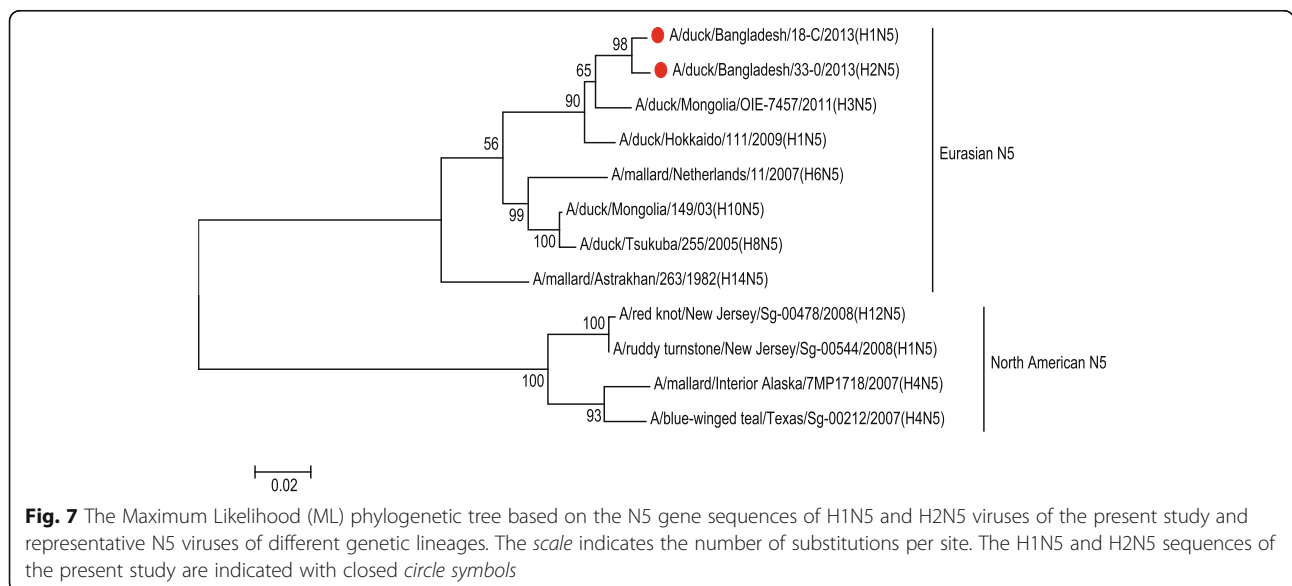 98
A/duck/Bangladesh/18-C/2013(H1N5)
A/duck/Bangladesh/33-0/2013(H2N5)
65
A/duck/Mongolia/OIE-7457/2011(H3N5)
90
A/duck/Hokkaido/111/2009(H1N5)
56
Eurasian N5
A/mallard/Netherlands/11/2007(H6N5)
99
A/duck/Mongolia/149/03(H10N5)
100
A/duck/Tsukuba/255/2005(H8N5)
A/mallard/Astrakhan/263/1982(H14N5)
A/red knot/New Jersey/Sg-00478/2008(H12N5)
100
A/ruddy turnstone/New Jersey/Sg-00544/2008(H1N5)
North American N5
100
A/mallard/Interior Alaska/7MP1718/2007(H4N5)
93
A/blue-winged teal/Texas/Sg-00212/2007(H4N5)
0.02
Fig. 7 The Maximum Likelihood (ML) phylogenetic tree based on the N5 gene sequences of H1N5 and H2N5 viruses of the present study and
representative N5 viruses of different genetic lineages. The scale indicates the number of substitutions per site. The H1N5 and H2N5 sequences of
the present study are indicated with closed circle symbols